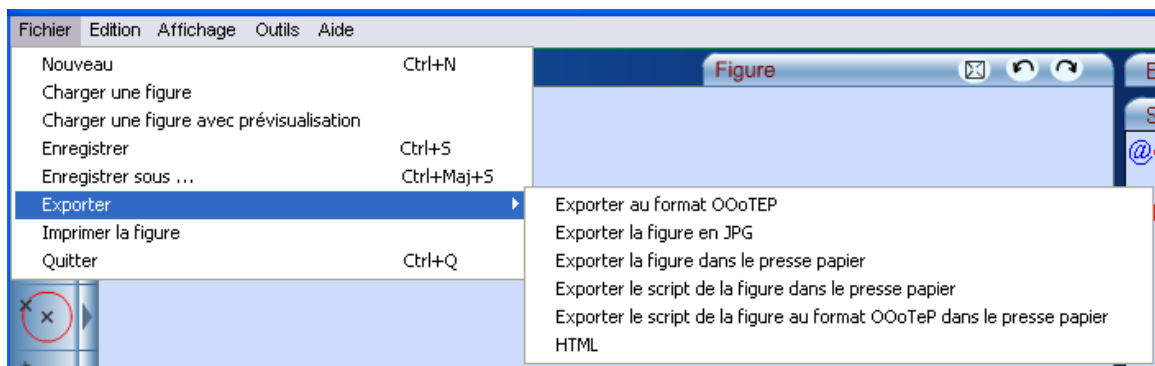 Fichier Edition Affichage Outils Aide
Nouveau Ctrl+N
Charger une figure
Charger une figure avec prévisualisation
Enregistrer Ctrl+S
Enregistrer sous ... Ctrl+Maj+S
Exporter
Imprimer la figure
Quitter Ctrl+Q
Figure
@
Exporter au format OOoTEP
Exporter la figure en JPG
Exporter la figure dans le presse papier
Exporter le script de la figure dans le presse papier
Exporter le script de la figure au format OOoTeP dans le presse papier
HTML